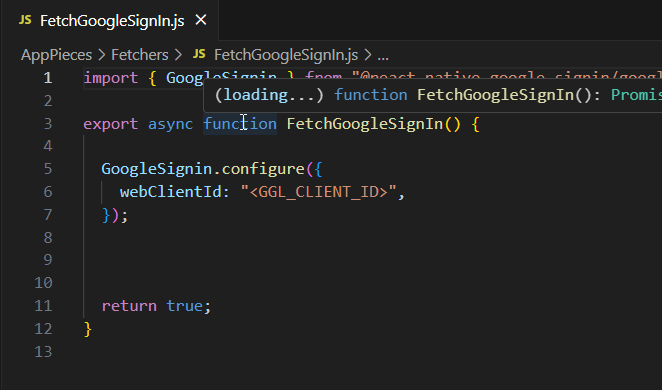 JS FetchGoogleSignIn.js ×
AppPieces > Fetchers > JS FetchGoogleSignIn.js > ...
1 import { GoogleSignin } from "@react-native-google-signin/googl
(loading...) function FetchGoogleSignIn(): Promis
2
3 export async function FetchGoogleSignIn() {
4
5 GoogleSignin.configure({
6 webClientId: "<GGL_CLIENT_ID>",
7 });
8
9
10
11 return true;
12 }
13